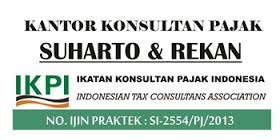 KANTOR KONSULTAN PAJAK
SUHARTO & REKAN
IKPI
IKATAN KONSULTAN PAJAK INDONESIA
INDONESIAN TAX CONSULTANTS ASSOCIATION
NO. IJIN PRAKTEK : SI-2554/PJ/2013